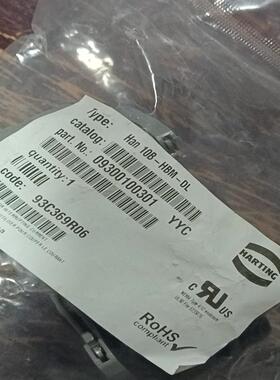 Type: Han 10B-HBM-DL
catalog:
part. No.: 09300100301 YYC
quantity: 1
code: 93C369R06
HARTING
C US
RoHS
compliant